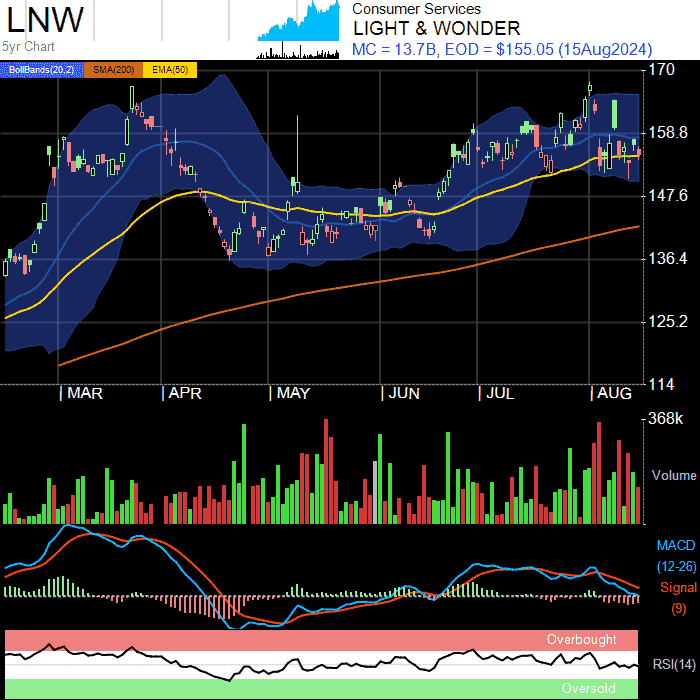 LNW
5yr Chart
Consumer Services
LIGHT & WONDER
MC = 13.7B, EOD = $155.05 (15Aug2024)
BollBands(20,2) SMA(200) EMA(50)
170
158.8
147.6
136.4
125.2
114
MAR APR MAY JUN JUL AUG
368k
Volume
MACD
(12-26)
Signal
(9)
Overbought
RSI(14)
Oversold